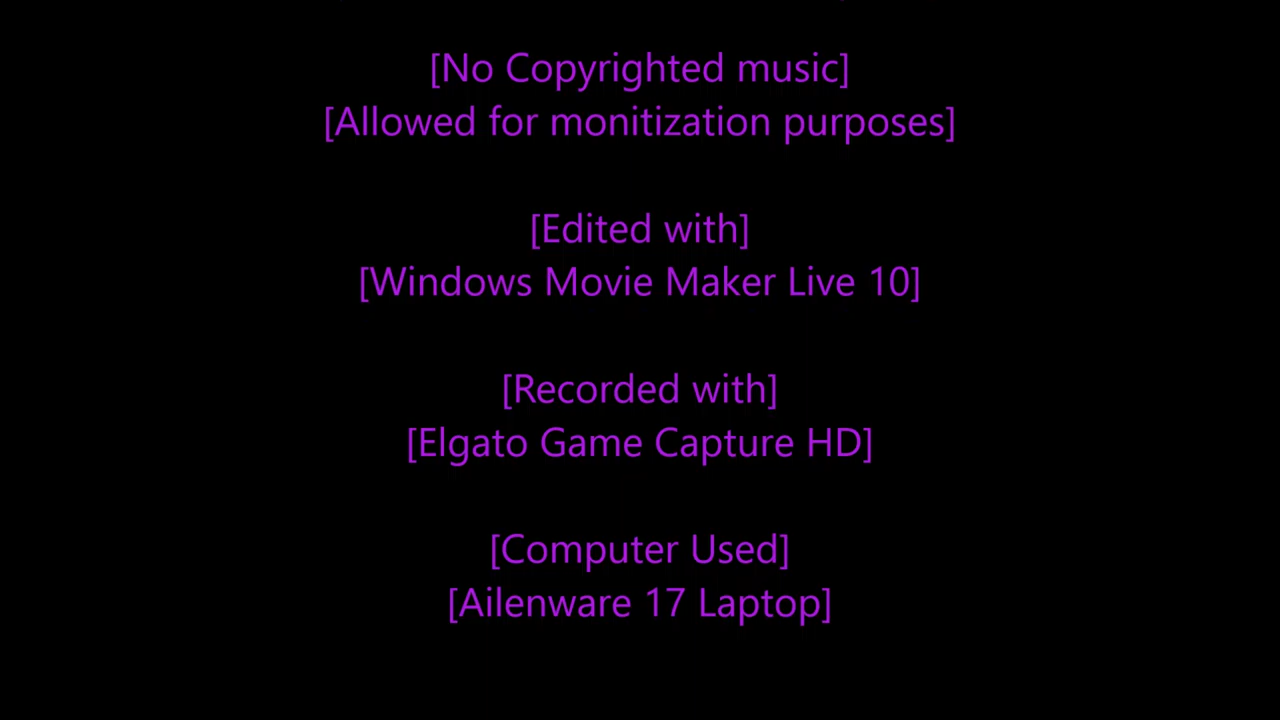 [No Copyrighted music]
[Allowed for monitization purposes]
[Edited with]
[Windows Movie Maker Live 10]
[Recorded with]
[Elgato Game Capture HD]
[Computer Used]
[Ailenware 17 Laptop]